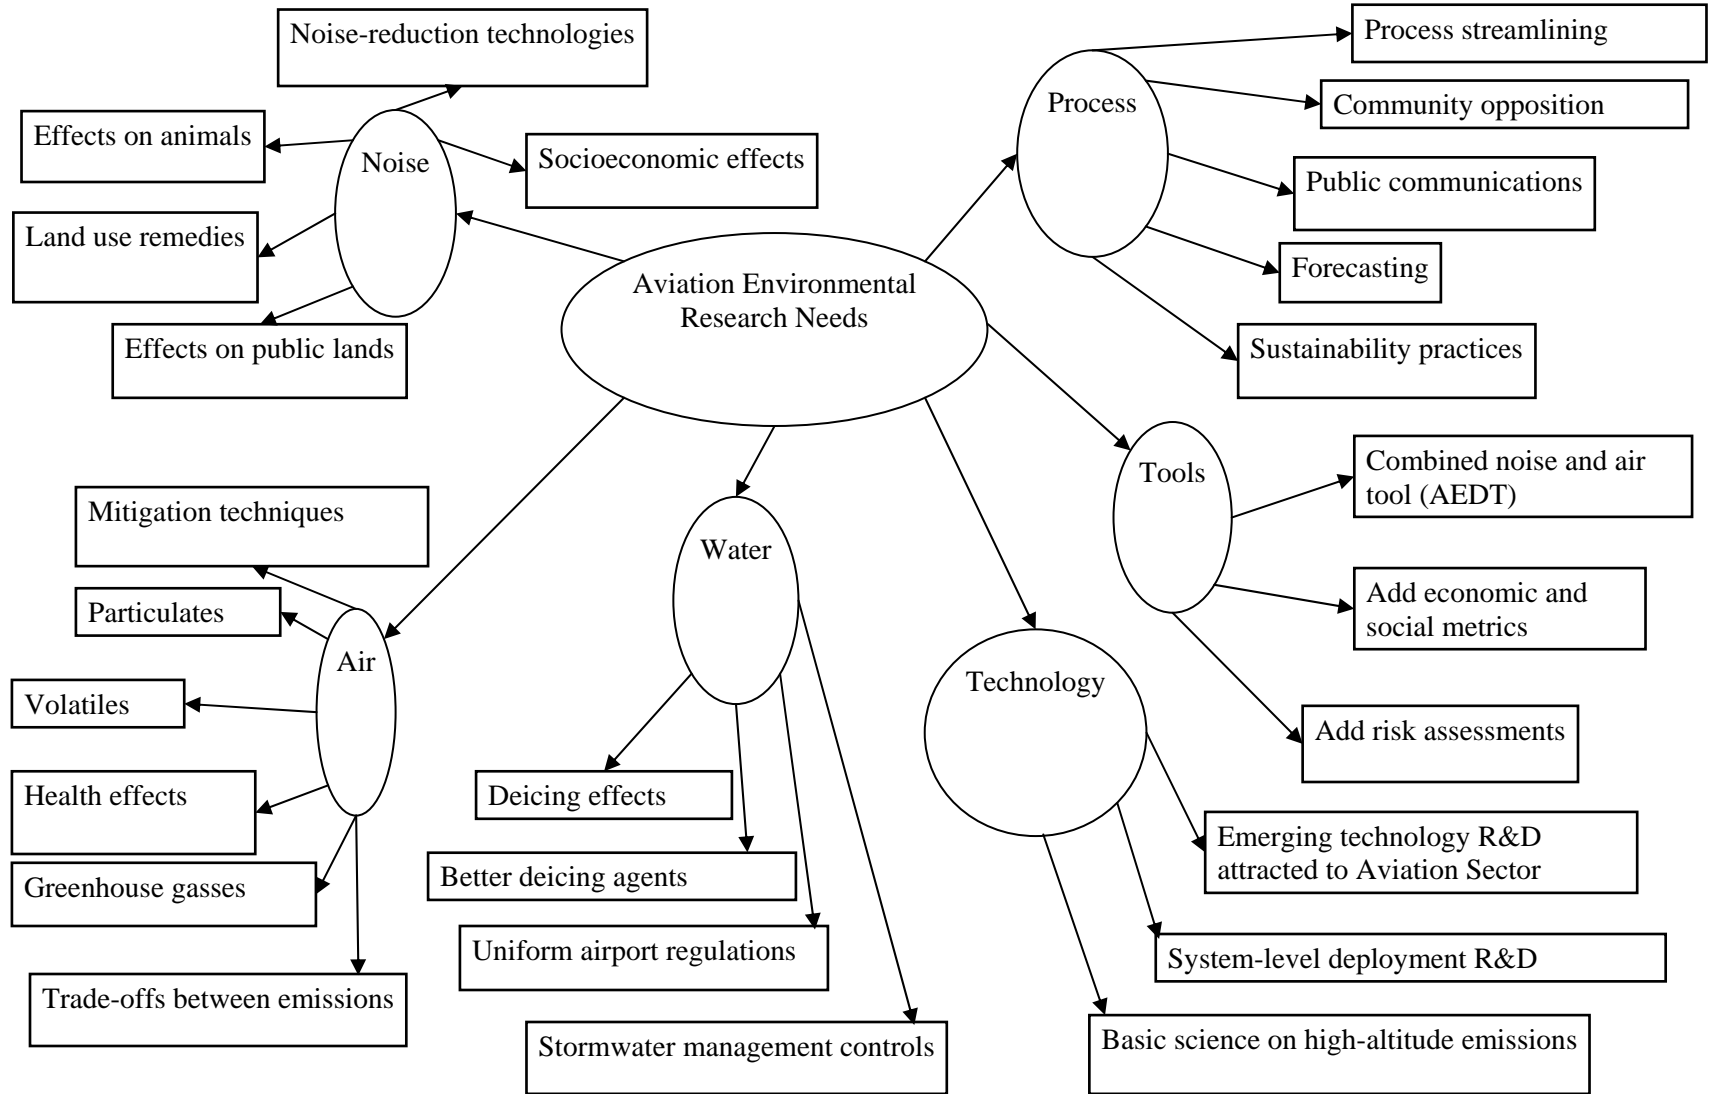 Aviation Environmental
Research Needs
Noise
Noise-reduction technologies
Effects on animals
Socioeconomic effects
Land use remedies
Effects on public lands
Process
Process streamlining
Community opposition
Public communications
Forecasting
Sustainability practices
Tools
Combined noise and air
tool (AEDT)
Add economic and
social metrics
Add risk assessments
Air
Mitigation techniques
Particulates
Volatiles
Health effects
Greenhouse gasses
Trade-offs between emissions
Water
Deicing effects
Better deicing agents
Uniform airport regulations
Stormwater management controls
Technology
Emerging technology R&D
attracted to Aviation Sector
System-level deployment R&D
Basic science on high-altitude emissions